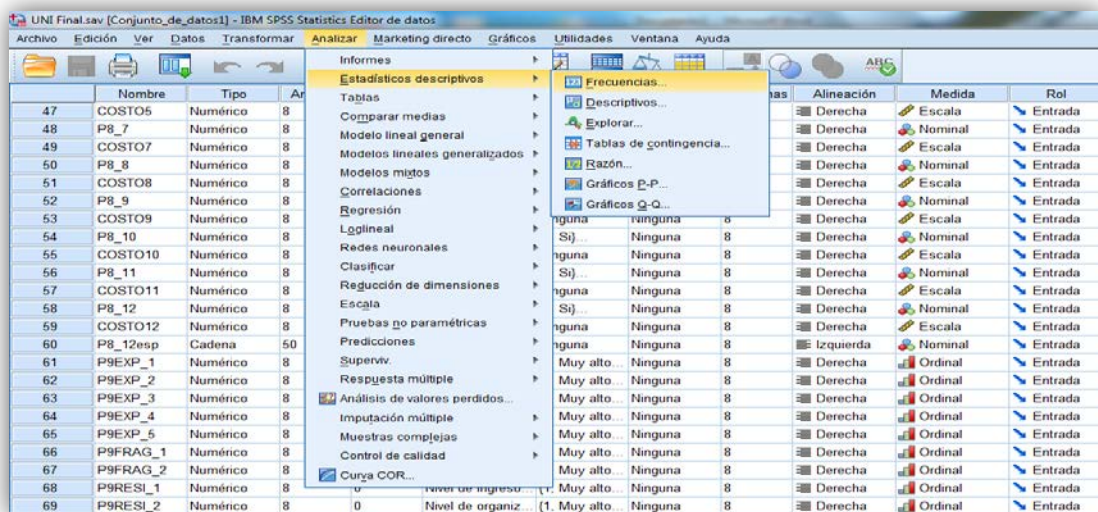 UNI Final.sav [Conjunto_de_datos1] - IBM SPSS Statistics Editor de datos
Archivo Edición Ver Datos Transformar Analizar Marketing directo Gráficos Utilidades Ventana Ayuda
Informes
Estadísticos descriptivos
Tablas
Comparar medias
Modelo lineal general
Modelos lineales generalizados
Modelos mixtos
Correlaciones
Regresión
Loglineal
Redes neuronales
Clasificar
Reducción de dimensiones
Escala
Pruebas no paramétricas
Predicciones
Superviv.
Respuesta múltiple
Análisis de valores perdidos...
Imputación múltiple
Muestras complejas
Control de calidad
Curva COR...
Frecuencias...
Descriptivos...
Explorar...
Tablas de contingencia...
Razón...
Gráficos P-P...
Gráficos Q-Q...
Nombre Tipo Alineación Medida Rol
47 COSTO5 Numérico 8 Derecha Escala Entrada
48 P8_7 Numérico 8 Derecha Nominal Entrada
49 COSTO7 Numérico 8 Derecha Escala Entrada
50 P8_8 Numérico 8 Derecha Nominal Entrada
51 COSTO8 Numérico 8 Derecha Escala Entrada
52 P8_9 Numérico 8 Derecha Nominal Entrada
53 COSTO9 Numérico 8 nguna Ninguna 8 Derecha Escala Entrada
54 P8_10 Numérico 8 Si}... Ninguna 8 Derecha Nominal Entrada
55 COSTO10 Numérico 8 nguna Ninguna 8 Derecha Escala Entrada
56 P8_11 Numérico 8 Si}... Ninguna 8 Derecha Nominal Entrada
57 COSTO11 Numérico 8 nguna Ninguna 8 Derecha Escala Entrada
58 P8_12 Numérico 8 Si}... Ninguna 8 Derecha Nominal Entrada
59 COSTO12 Numérico 8 nguna Ninguna 8 Derecha Escala Entrada
60 P8_12esp Cadena 50 nguna Ninguna 8 Izquierda Nominal Entrada
61 P9EXP_1 Numérico 8 Muy alto... Ninguna 8 Derecha Ordinal Entrada
62 P9EXP_2 Numérico 8 Muy alto... Ninguna 8 Derecha Ordinal Entrada
63 P9EXP_3 Numérico 8 Muy alto... Ninguna 8 Derecha Ordinal Entrada
64 P9EXP_4 Numérico 8 Muy alto... Ninguna 8 Derecha Ordinal Entrada
65 P9EXP_5 Numérico 8 Muy alto... Ninguna 8 Derecha Ordinal Entrada
66 P9FRAG_1 Numérico 8 Muy alto... Ninguna 8 Derecha Ordinal Entrada
67 P9FRAG_2 Numérico 8 Muy alto... Ninguna 8 Derecha Ordinal Entrada
68 P9RESI_1 Numérico 8 0 Nivel de ingreso... {1, Muy alto... Ninguna 8 Derecha Ordinal Entrada
69 P9RESI_2 Numérico 8 0 Nivel de organiz... {1, Muy alto... Ninguna 8 Derecha Ordinal Entrada